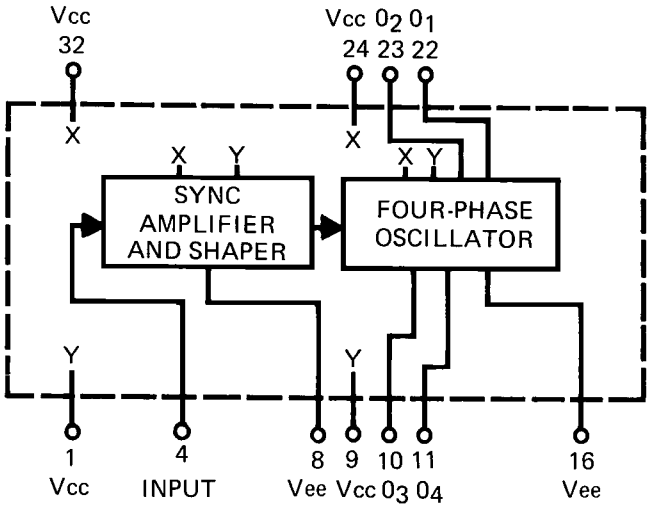 Vcc
32
Vcc 02 01
24 23 22
X
X
X Y
X Y
SYNC
AMPLIFIER
AND SHAPER
FOUR-PHASE
OSCILLATOR
Y
Y
1
4
8
9
10
11
16
Vcc
INPUT
Vee
Vcc 03 04
Vee